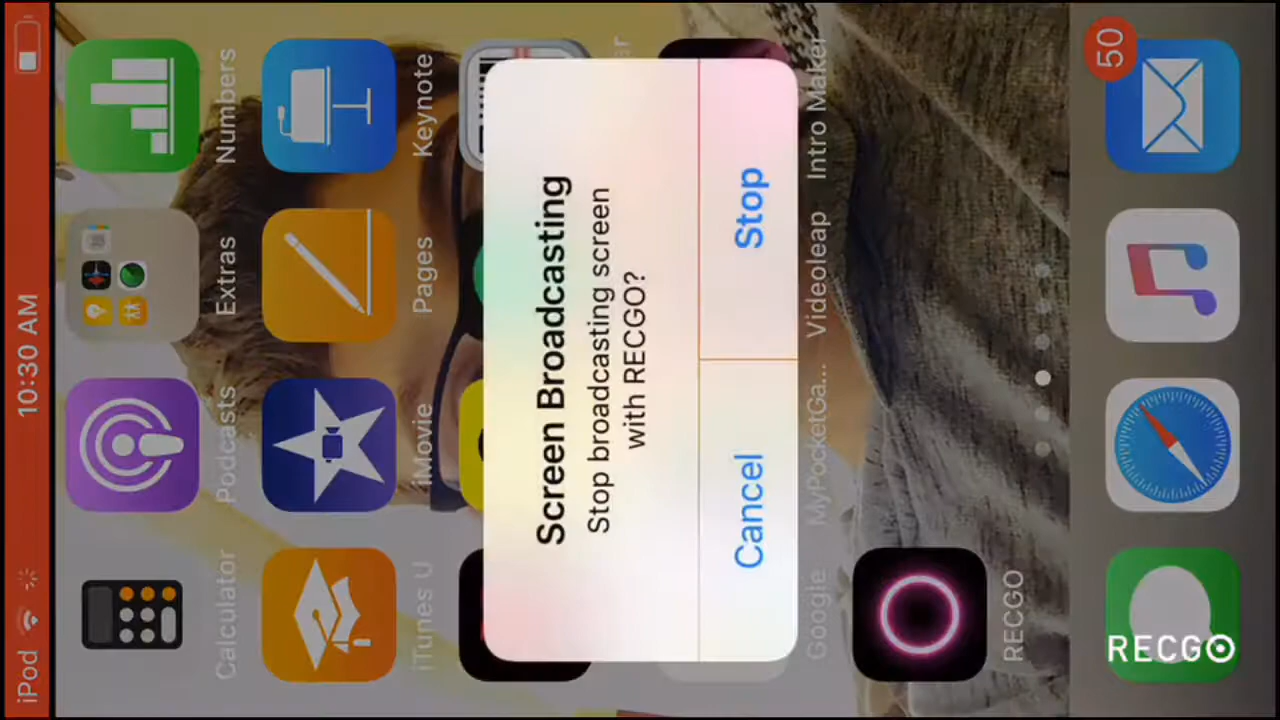 iPod
10:30 AM
Calculator
Podcasts
Extras
Numbers
iTunes U
iMovie
Pages
Keynote
Screen Broadcasting
Stop broadcasting screen
with RECGO?
Cancel
Stop
Google
MyPocketGa...
Videoleap
Intro Maker
RECGO
50
RECGO